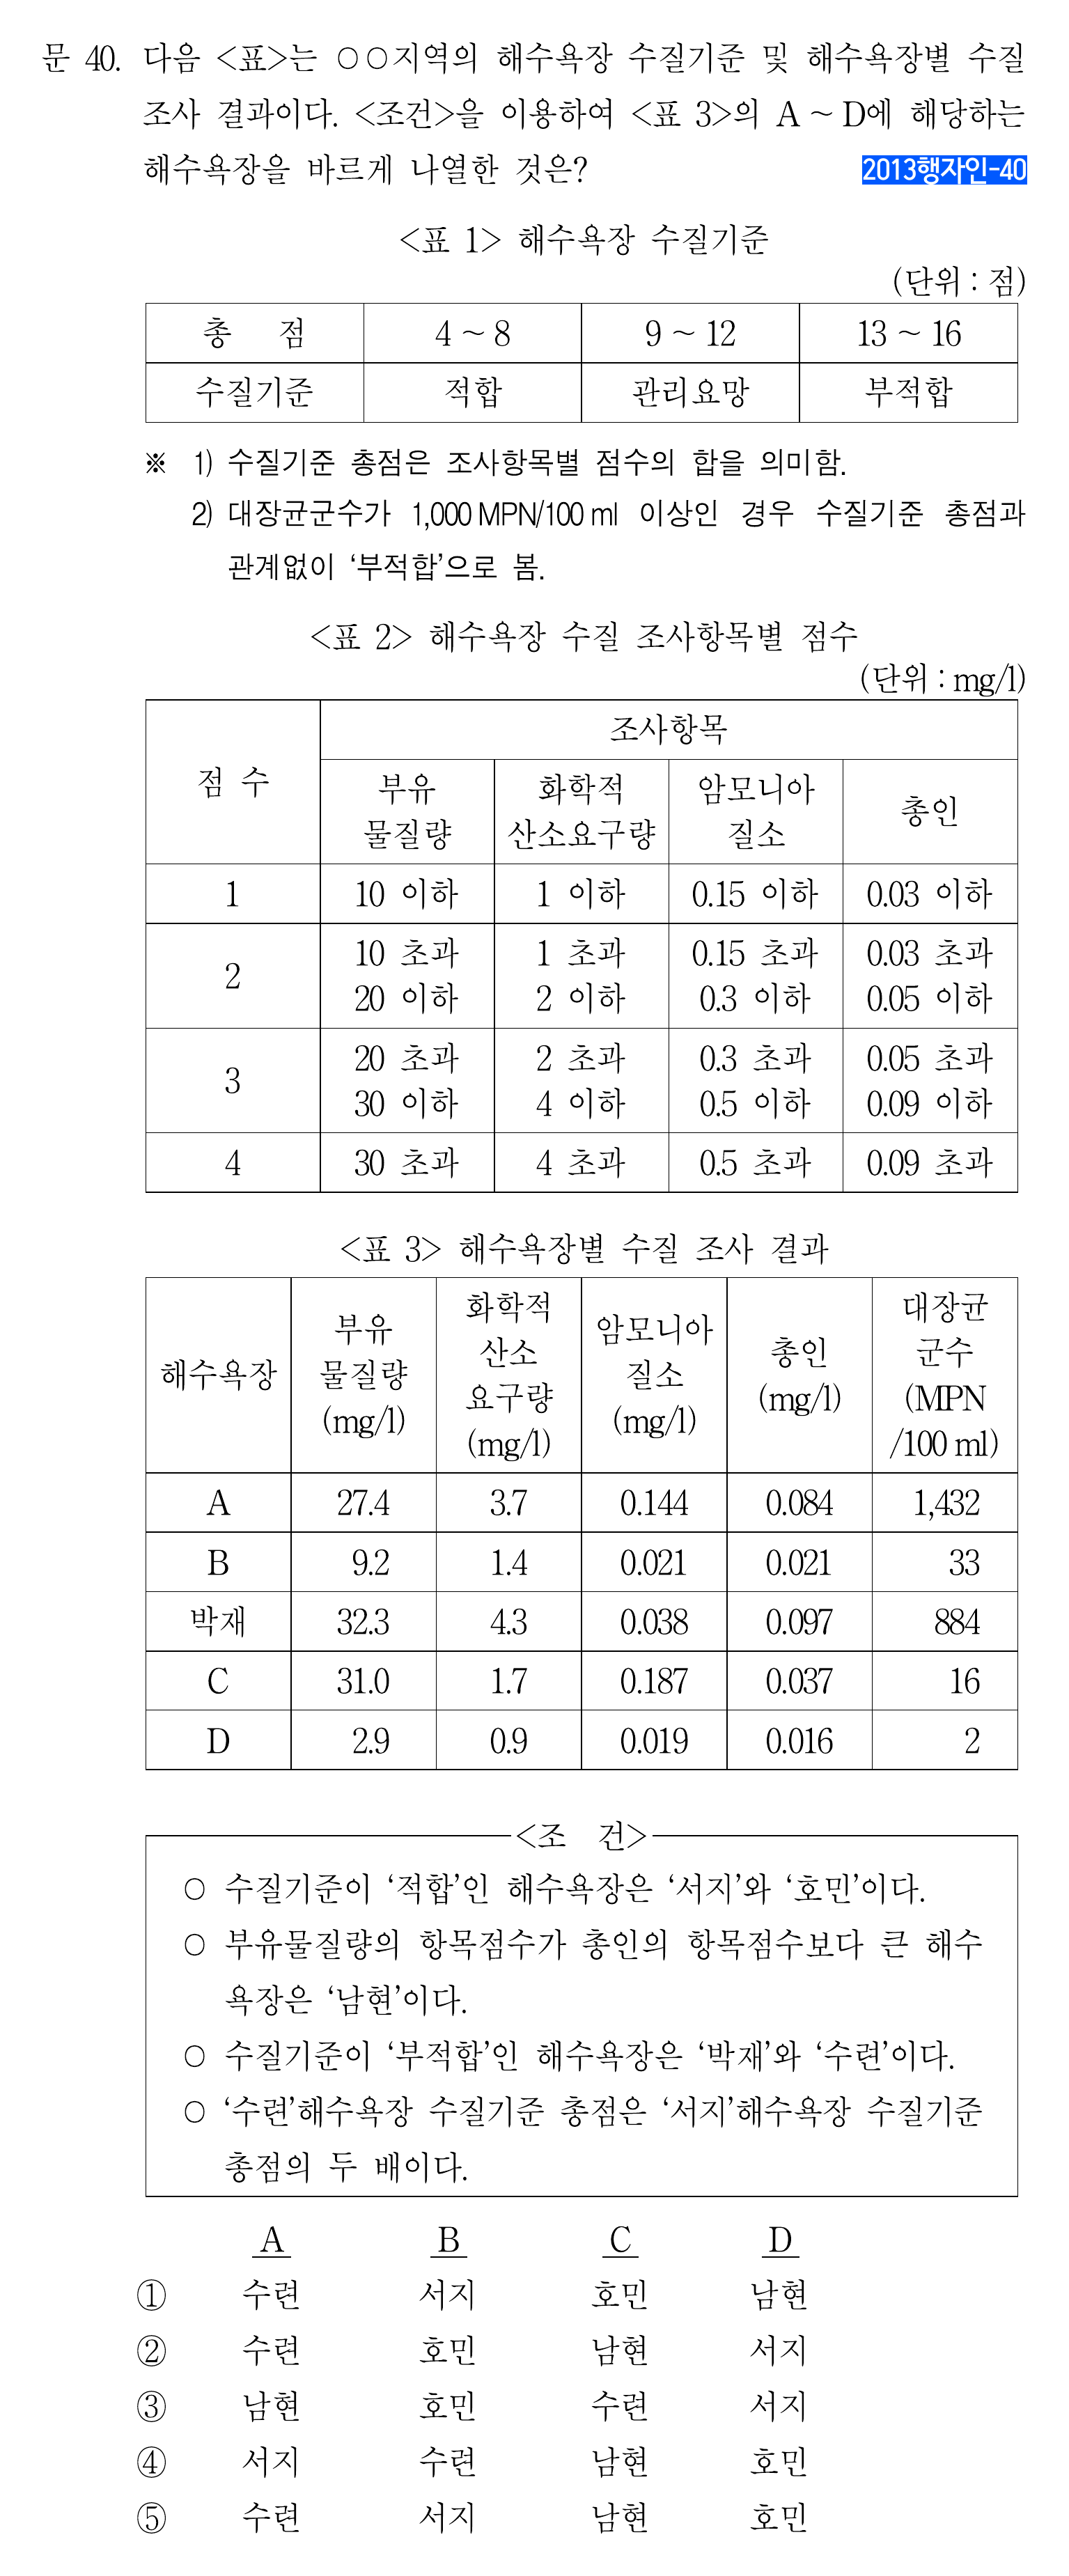 문 40. 다음 <표>는 ○○지역의 해수욕장 수질기준 및 해수욕장별 수질
조사 결과이다. <조건>을 이용하여 <표 3>의 A ~ D에 해당하는
해수욕장을 바르게 나열한 것은? 2013행자인-40
<표 1> 해수욕장 수질기준
(단위 : 점)
총 점 4 ~ 8 9 ~ 12 13 ~ 16
수질기준 적합 관리요망 부적합
※ 1) 수질기준 총점은 조사항목별 점수의 합을 의미함.
2) 대장균군수가 1,000 MPN/100 ml 이상인 경우 수질기준 총점과
관계없이 ‘부적합’으로 봄.
<표 2> 해수욕장 수질 조사항목별 점수
(단위 : mg/l)
점 수 조사항목
부유 물질량 화학적 산소요구량 암모니아 질소 총인
1 10 이하 1 이하 0.15 이하 0.03 이하
2 10 초과 20 이하 1 초과 2 이하 0.15 초과 0.3 이하 0.03 초과 0.05 이하
3 20 초과 30 이하 2 초과 4 이하 0.3 초과 0.5 이하 0.05 초과 0.09 이하
4 30 초과 4 초과 0.5 초과 0.09 초과
<표 3> 해수욕장별 수질 조사 결과
해수욕장 부유 물질량 (mg/l) 화학적 산소 요구량 (mg/l) 암모니아 질소 (mg/l) 총인 (mg/l) 대장균 군수 (MPN /100 ml)
A 27.4 3.7 0.144 0.084 1,432
B 9.2 1.4 0.021 0.021 33
박재 32.3 4.3 0.038 0.097 884
C 31.0 1.7 0.187 0.037 16
D 2.9 0.9 0.019 0.016 2
<조 건>
○ 수질기준이 ‘적합’인 해수욕장은 ‘서지’와 ‘호민’이다.
○ 부유물질량의 항목점수가 총인의 항목점수보다 큰 해수
욕장은 ‘남현’이다.
○ 수질기준이 ‘부적합’인 해수욕장은 ‘박재’와 ‘수련’이다.
○ ‘수련’해수욕장 수질기준 총점은 ‘서지’해수욕장 수질기준
총점의 두 배이다.
A B C D
① 수련 서지 호민 남현
② 수련 호민 남현 서지
③ 남현 호민 수련 서지
④ 서지 수련 남현 호민
⑤ 수련 서지 남현 호민